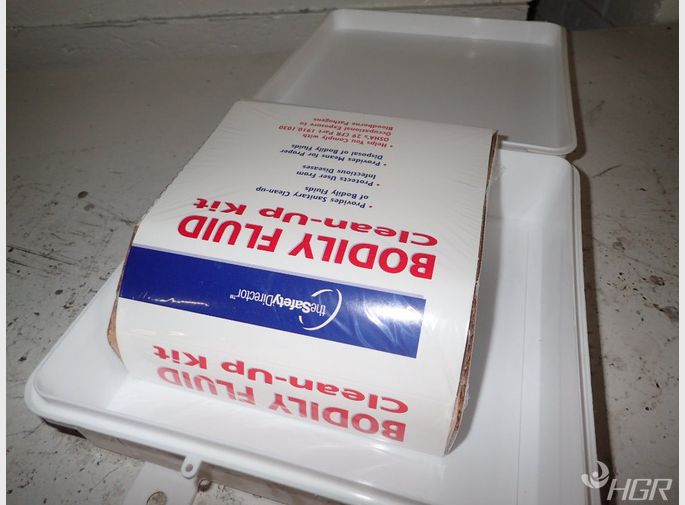 BODILY FLUID
Clean-Up Kit
theSafetyDirector™
BODILY FLUID
Clean-Up Kit
• Provides Sanitary Clean-up
of Bodily Fluids
• Protects User From
Infectious Diseases
• Provides Means for Proper
Disposal of Bodily Fluids
• Helps You Comply with
OSHA's 29 CFR Part 1910.1030
Occupational Exposure to
Bloodborne Pathogens
HGR